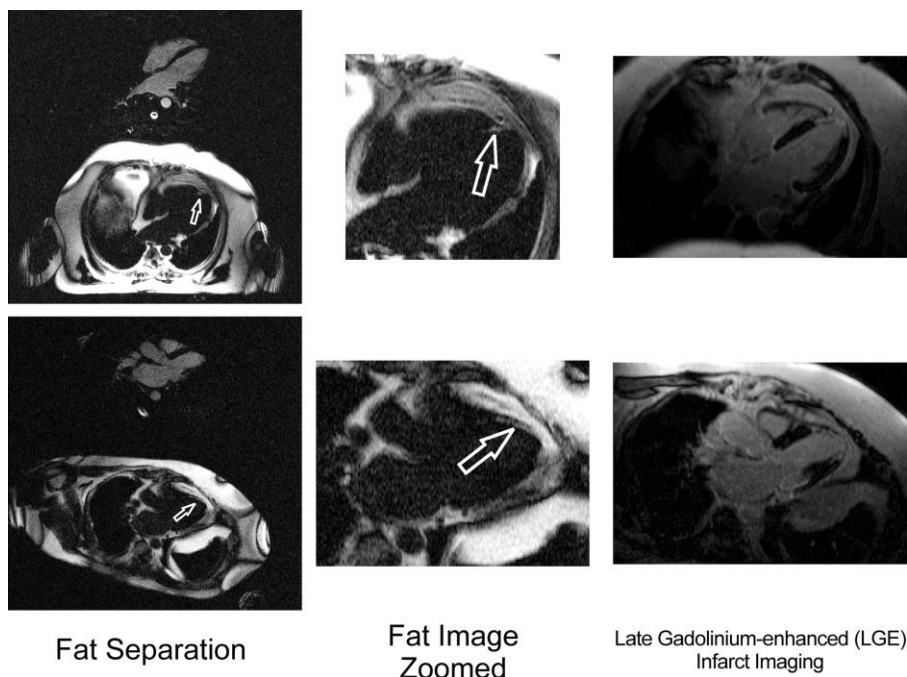 Fat Separation
Fat Image
Zoomed
Late Gadolinium-enhanced (LGE)
Infarct Imaging